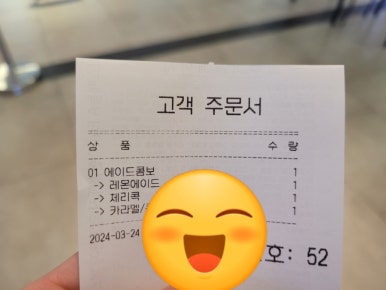 고객 주문서
상 품 수 량
01 에이드콤보 1
-> 레몬에이드 1
-> 체리콕 1
-> 카라멜/ 1
2024-03-24
호: 52